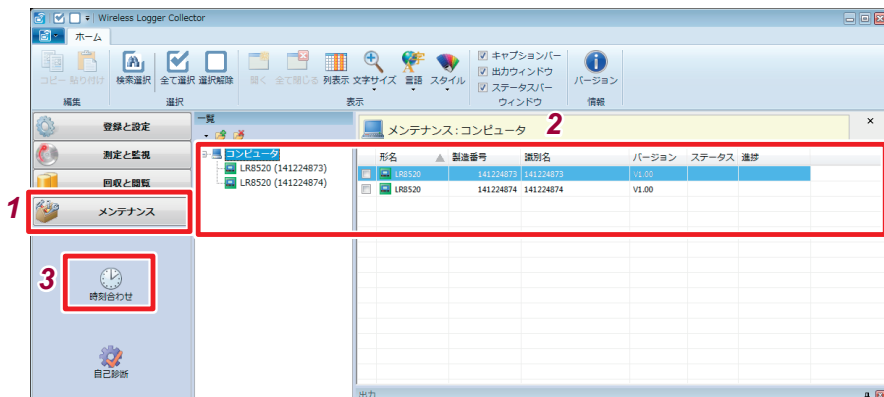 Wireless Logger Collector
ホーム
コピー 貼り付け 検索選択 全て選択 選択解除 開く 全て閉じる 列表示 文字サイズ 言語 スタイル
キャプションバー
出力ウィンドウ
ステータスバー
バージョン
編集 選択 表示 ウィンドウ 情報
登録と設定
測定と監視
回収と閲覧
1 メンテナンス
3
時刻合わせ
自己診断
一覧
コンピュータ
LR8520 (141224873)
LR8520 (141224874)
メンテナンス：コンピュータ 2 ×
形名 製造番号 識別名 バージョン ステータス 進捗
LR8520 141224873 141224873 V1.00
LR8520 141224874 141224874 V1.00
出力